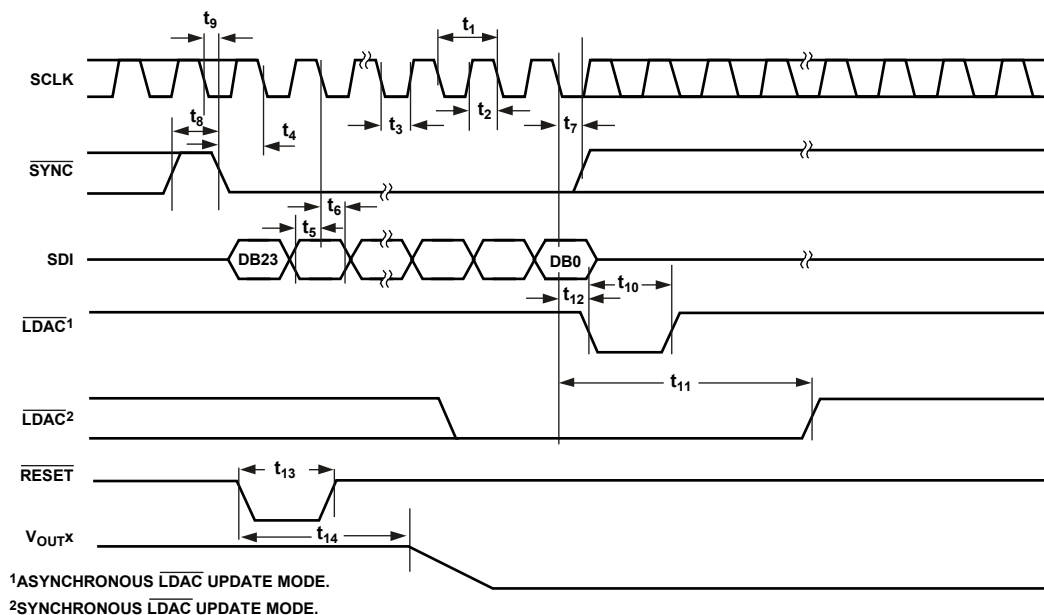 t9
t1
SCLK
t8
t4
t3
t2
t7
SYNC
t6
t5
SDI
DB23
DB0
t12
t10
LDAC1
t11
LDAC2
RESET
t13
VOUTX
t14
1ASYNCHRONOUS LDAC UPDATE MODE.
2SYNCHRONOUS LDAC UPDATE MODE.